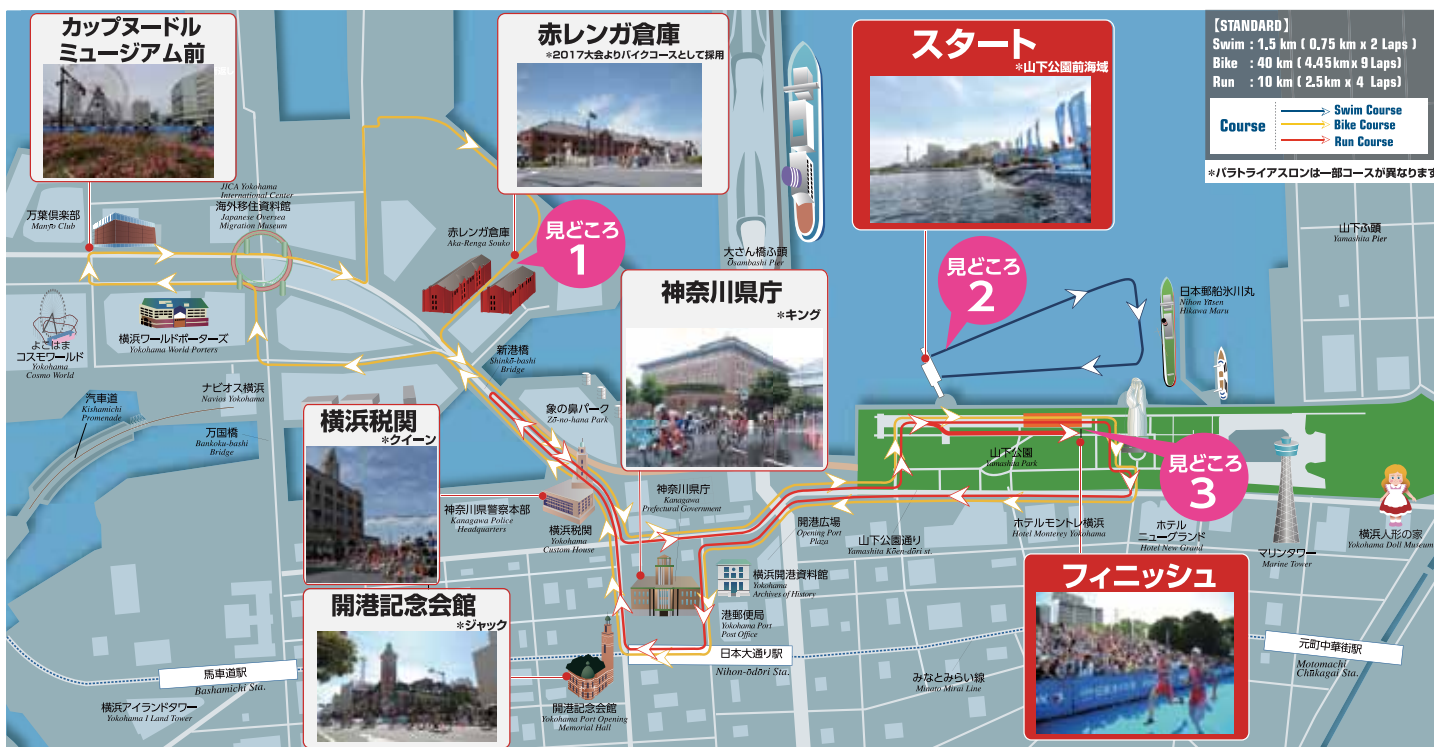 カップヌードル
ミュージアム前
赤レンガ倉庫
*2017大会よりバイクコースとして採用
スタート
*山下公園前海域
【STANDARD】
Swim : 1.5 km ( 0.75 km x 2 Laps )
Bike : 40 km ( 4.45km x 9 Laps)
Run : 10 km ( 2.5km x 4 Laps)
Course
Swim Course
Bike Course
Run Course
*パラトライアスロンは一部コースが異なります
万葉倶楽部
Manyo Club
JICA Yokohama
International Center
海外移住資料館
Japanese Oversea
Migration Museum
赤レンガ倉庫
Aka-Renga Souko
見どころ
1
大さん橋ふ頭
Ōsambashi Pier
見どころ
2
山下ふ頭
Yamashita Pier
日本郵船氷川丸
Nihon Yūsen
Hikawa Maru
神奈川県庁
*キング
よこはま
コスモワールド
Yokohama
Cosmo World
横浜ワールドポーターズ
Yokohama World Porters
新港橋
Shinkō-bashi
Bridge
ナビオス横浜
Navios Yokohama
汽車道
Kishamichi
Promenade
万国橋
Bankoku-bashi
Bridge
横浜税関
*クイーン
象の鼻パーク
Zō-no-hana Park
山下公園
Yamashita Park
見どころ
3
神奈川県警察本部
Kanagawa Police
Headquarters
横浜税関
Yokohama
Custom House
神奈川県庁
Kanagawa
Prefectural Government
開港広場
Opening Port
Plaza
山下公園通り
Yamashita Kōen-dōri st.
ホテルモントレ横浜
Hotel Monterey Yokohama
ホテル
ニューグランド
Hotel New Grand
マリンタワー
Marine Tower
横浜人形の家
Yokohama Doll Museum
横浜開港資料館
Yokohama
Archives of History
港郵便局
Yokohama Port
Post Office
開港記念会館
*ジャック
フィニッシュ
馬車道駅
Bashamichi Sta.
日本大通り駅
Nihon-ōdōri Sta.
元町中華街駅
Motomachi
Chūkagai Sta.
みなとみらい線
Minato Mirai Line
横浜アイランドタワー
Yokohama I Land Tower
開港記念会館
Yokohama Port Opening
Memorial Hall